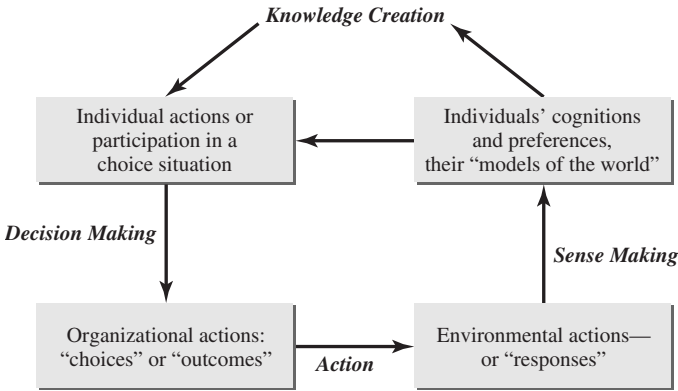 Knowledge Creation
Individual actions or
participation in a
choice situation
Individuals’ cognitions
and preferences,
their “models of the world”
Decision Making
Sense Making
Organizational actions:
“choices” or “outcomes”
Action
Environmental actions—
or “responses”